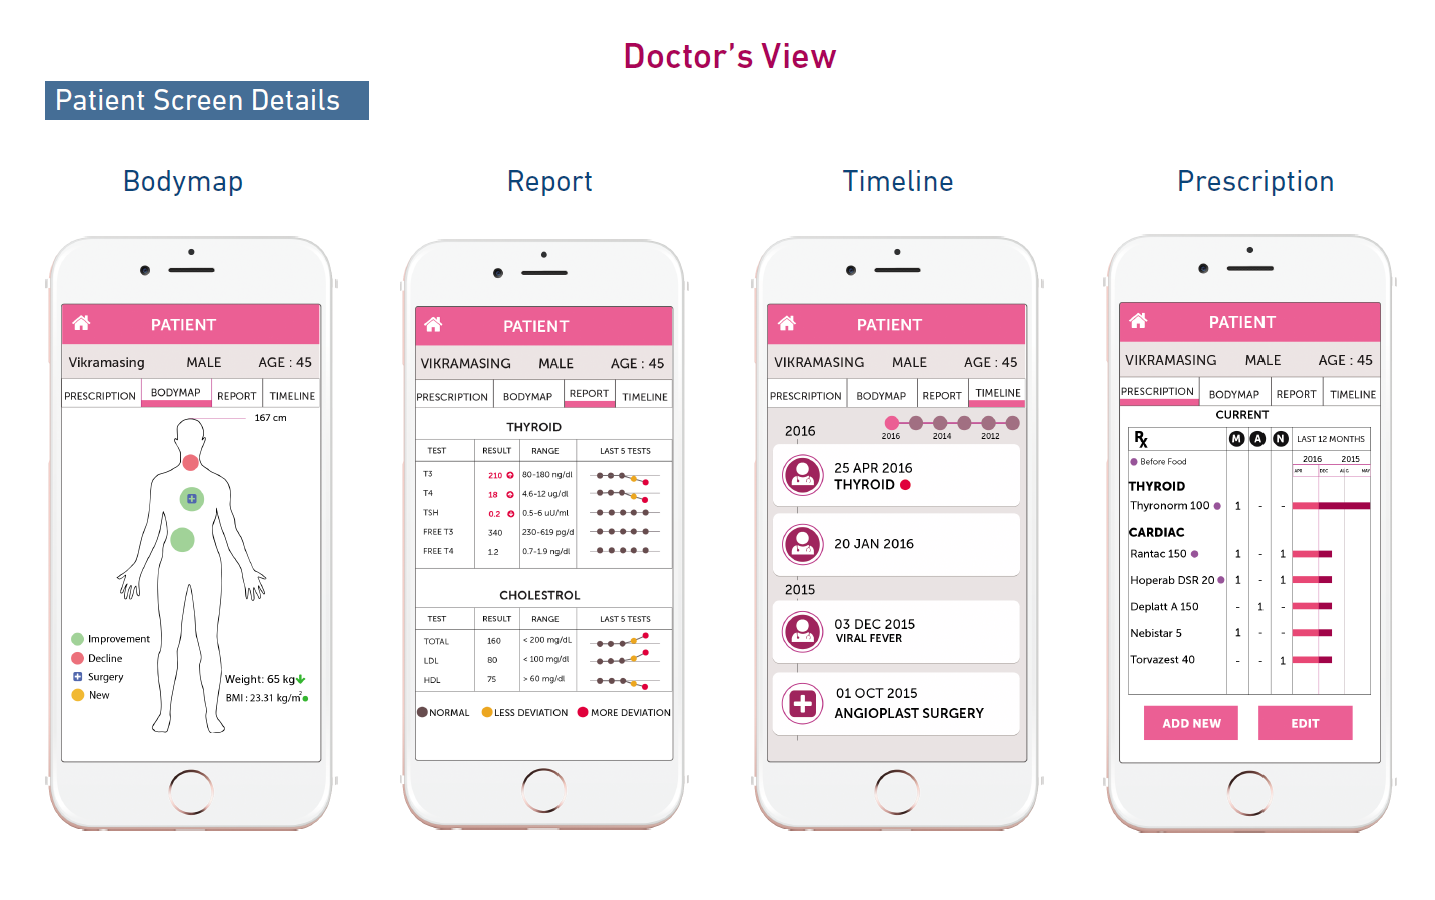 Doctor's View
Patient Screen Details
Bodymap
Report
Timeline
Prescription
PATIENT
Vikramasing MALE AGE : 45
PRESCRIPTION BODYMAP REPORT TIMELINE
167 cm
Improvement
Decline
Surgery
New
Weight: 65 kg
BMI : 23.31 kg/m²
PATIENT
VIKRAMASING MALE AGE : 45
PRESCRIPTION BODYMAP REPORT TIMELINE
THYROID
TEST RESULT RANGE LAST 5 TESTS
T3 210 80-180 ng/dl
T4 18 4.6-12 ug/dl
TSH 0.2 0.5-6 uU/ml
FREE T3 340 230-619 pg/d
FREE T4 1.2 0.7-1.9 ng/dl
CHOLESTROL
TEST RESULT RANGE LAST 5 TESTS
TOTAL 160 < 200 mg/dL
LDL 80 < 100 mg/dl
HDL 75 > 60 mg/dl
NORMAL LESS DEVIATION MORE DEVIATION
PATIENT
VIKRAMASING MALE AGE : 45
PRESCRIPTION BODYMAP REPORT TIMELINE
2016
2016 2014 2012
25 APR 2016
THYROID
20 JAN 2016
2015
03 DEC 2015
VIRAL FEVER
01 OCT 2015
ANGIOPLAST SURGERY
PATIENT
VIKRAMASING MALE AGE : 45
PRESCRIPTION BODYMAP REPORT TIMELINE
CURRENT
Rx M A N LAST 12 MONTHS
Before Food 2016 2015
APR DEC AUG MAY
THYROID
Thyronorm 100 1 - -
CARDIAC
Rantac 150 1 - 1
Hoperab DSR 20 1 - 1
Deplatt A 150 - 1 -
Nebistar 5 1 - -
Torvazest 40 - - 1
ADD NEW EDIT